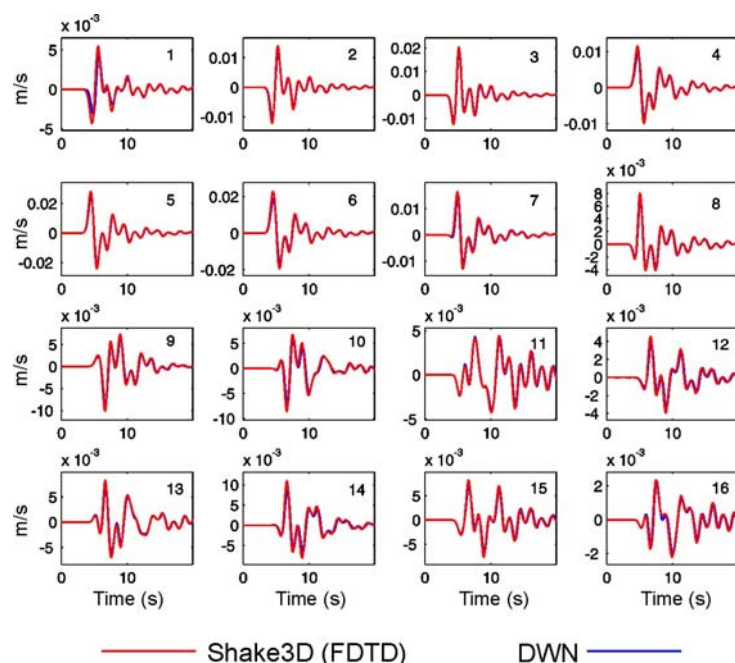 x 10⁻³
1 2 3 4
5 0.01 0.02 0.01
m/s 0 0 0.01 0
-0.01 0 -0.01
-5 -0.01
0 10 0 10 0 10 0 10
x 10⁻³
5 6 7 8
0.02 0.02 0.01 8
6
4
m/s 0 0 0 2
0
-2
-0.02 -0.02 -0.01 -4
0 10 0 10 0 10 0 10
x 10⁻³ x 10⁻³ x 10⁻³ x 10⁻³
9 10 11 12
5 5 5 4
2
m/s 0 0 0 0
-5 -5 -2
-10 -10 -5 -4
0 10 0 10 0 10 0 10
x 10⁻³ x 10⁻³ x 10⁻³ x 10⁻³
13 14 15 16
5 10 5 2
5
m/s 0 0 0 0
-5 -5 -5 -2
0 10 0 10 0 10 0 10
Time (s) Time (s) Time (s) Time (s)
Shake3D (FDTD) DWN